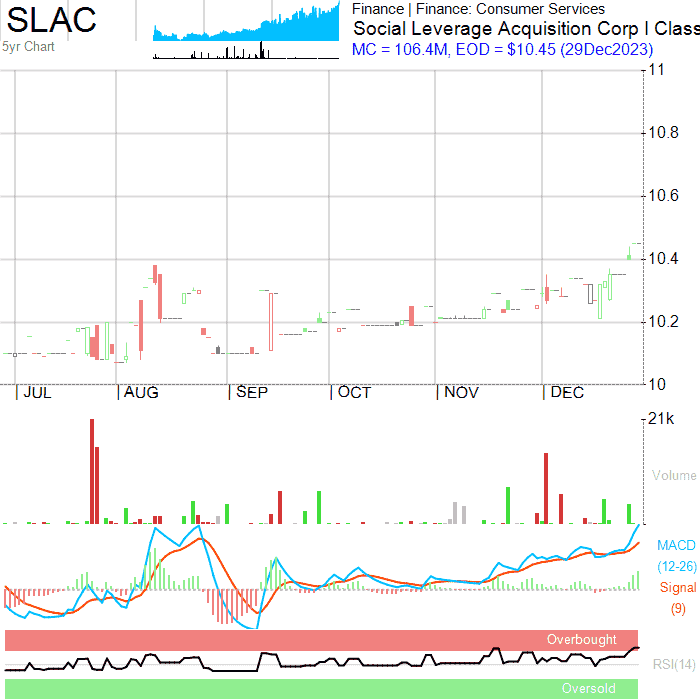 SLAC
5yr Chart
Finance | Finance: Consumer Services
Social Leverage Acquisition Corp I Class
MC = 106.4M, EOD = $10.45 (29Dec2023)
11
10.8
10.6
10.4
10.2
10
JUL
AUG
SEP
OCT
NOV
DEC
21k
Volume
MACD
(12-26)
Signal
(9)
Overbought
RSI(14)
Oversold